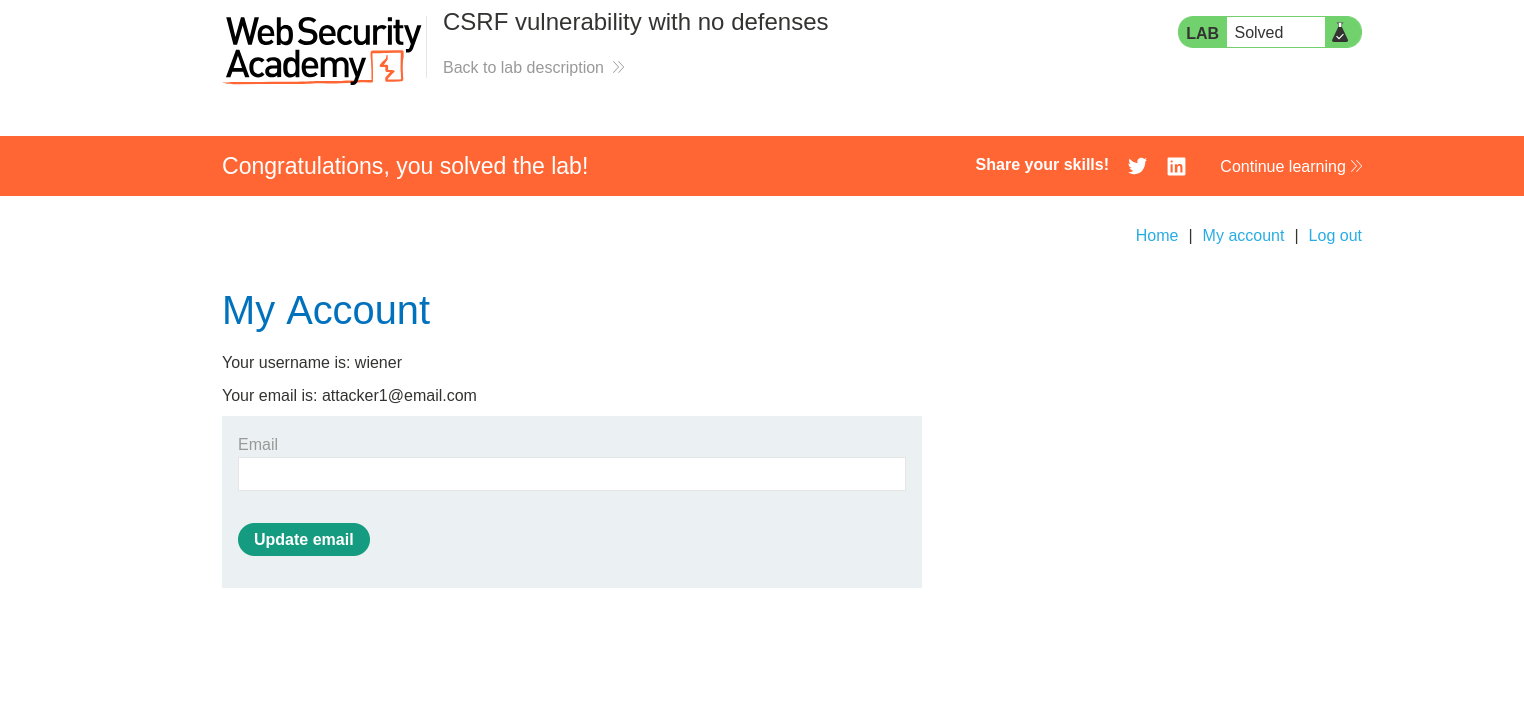 Web Security
Academy
CSRF vulnerability with no defenses
Back to lab description
LAB Solved
Congratulations, you solved the lab!
Share your skills!
Continue learning
Home | My account | Log out
My Account
Your username is: wiener
Your email is: attacker1@email.com
Email
Update email